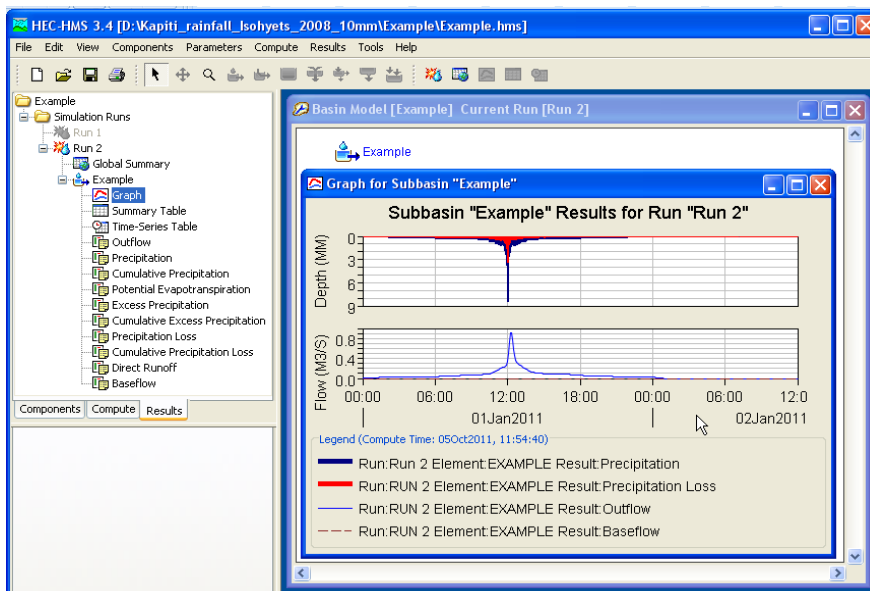 HEC-HMS 3.4 [D:\Kapiti_rainfall_Isohyets_2008_10mm\Example\Example.hms]
File Edit View Components Parameters Compute Results Tools Help
Example
Simulation Runs
Run 1
Run 2
Global Summary
Example
Graph
Summary Table
Time-Series Table
Outflow
Precipitation
Cumulative Precipitation
Potential Evapotranspiration
Excess Precipitation
Cumulative Excess Precipitation
Precipitation Loss
Cumulative Precipitation Loss
Direct Runoff
Baseflow
Components Compute Results
Basin Model [Example] Current Run [Run 2]
Example
Graph for Subbasin "Example"
Subbasin "Example" Results for Run "Run 2"
Depth (MM)
0
3
6
9
Flow (M3/S)
0.8
0.4
0.0
00:00 06:00 12:00 18:00 00:00 06:00 12:0
01Jan2011 02Jan2011
Legend (Compute Time: 05Oct2011, 11:54:40)
Run:Run 2 Element:EXAMPLE Result:Precipitation
Run:RUN 2 Element:EXAMPLE Result:Precipitation Loss
Run:RUN 2 Element:EXAMPLE Result:Outflow
Run:RUN 2 Element:EXAMPLE Result:Baseflow